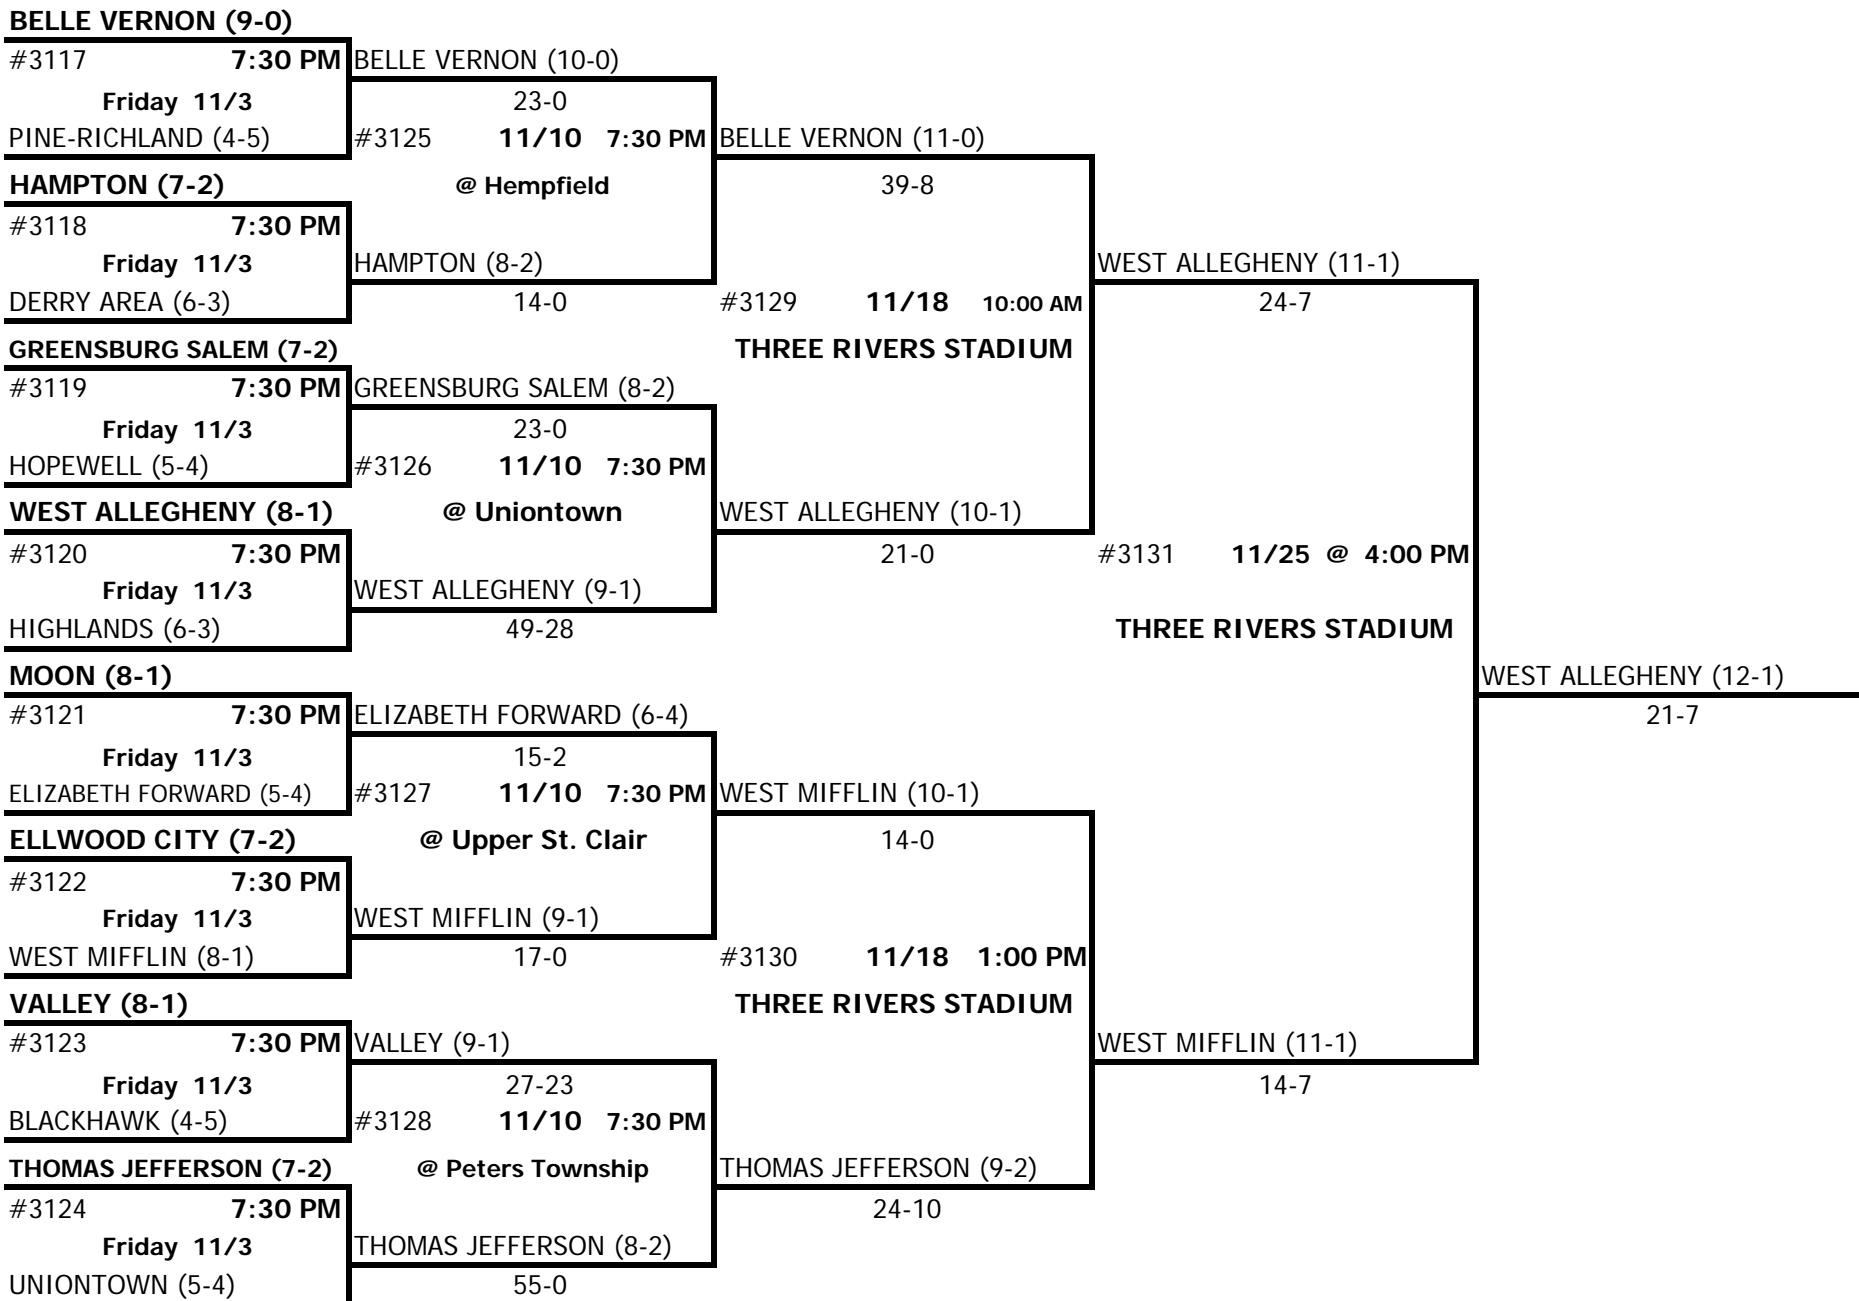 BELLE VERNON (9-0)
#3117 7:30 PM BELLE VERNON (10-0)
Friday 11/3 23-0
PINE-RICHLAND (4-5) #3125 11/10 7:30 PM BELLE VERNON (11-0)
HAMPTON (7-2) @ Hempfield 39-8
#3118 7:30 PM
Friday 11/3 HAMPTON (8-2) WEST ALLEGHENY (11-1)
DERRY AREA (6-3) 14-0 #3129 11/18 10:00 AM 24-7
GREENSBURG SALEM (7-2) THREE RIVERS STADIUM
#3119 7:30 PM GREENSBURG SALEM (8-2)
Friday 11/3 23-0
HOPEWELL (5-4) #3126 11/10 7:30 PM
WEST ALLEGHENY (8-1) @ Uniontown WEST ALLEGHENY (10-1)
#3120 7:30 PM 21-0 #3131 11/25 @ 4:00 PM
Friday 11/3 WEST ALLEGHENY (9-1)
HIGHLANDS (6-3) 49-28 THREE RIVERS STADIUM
MOON (8-1) WEST ALLEGHENY (12-1)
#3121 7:30 PM ELIZABETH FORWARD (6-4) 21-7
Friday 11/3 15-2
ELIZABETH FORWARD (5-4) #3127 11/10 7:30 PM WEST MIFFLIN (10-1)
ELLWOOD CITY (7-2) @ Upper St. Clair 14-0
#3122 7:30 PM
Friday 11/3 WEST MIFFLIN (9-1)
WEST MIFFLIN (8-1) 17-0 #3130 11/18 1:00 PM
VALLEY (8-1) THREE RIVERS STADIUM
#3123 7:30 PM VALLEY (9-1) WEST MIFFLIN (11-1)
Friday 11/3 27-23 14-7
BLACKHAWK (4-5) #3128 11/10 7:30 PM
THOMAS JEFFERSON (7-2) @ Peters Township THOMAS JEFFERSON (9-2)
#3124 7:30 PM 24-10
Friday 11/3 THOMAS JEFFERSON (8-2)
UNIONTOWN (5-4) 55-0